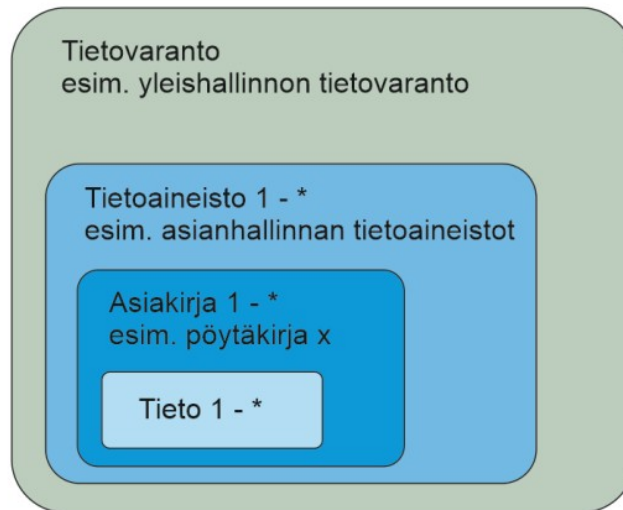 Tietovaranto
esim. yleishallinnon tietovaranto
Tietoaineisto 1 - *
esim. asianhallinnan tietoaineistot
Asiakirja 1 - *
esim. pöytäkirja x
Tieto 1 - *